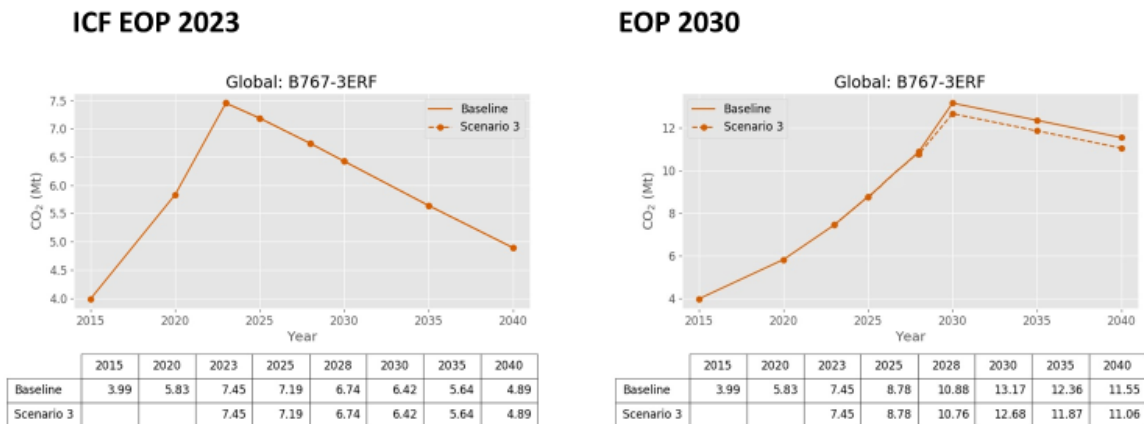 ICF EOP 2023
Global: B767-3ERF
7.5
7.0
6.5
6.0
5.5
5.0
4.5
4.0
CO2 (Mt)
Baseline
Scenario 3
2015 2020 2025 2030 2035 2040
Year
2015 2020 2023 2025 2028 2030 2035 2040
Baseline 3.99 5.83 7.45 7.19 6.74 6.42 5.64 4.89
Scenario 3 7.45 7.19 6.74 6.42 5.64 4.89
EOP 2030
Global: B767-3ERF
12
10
8
6
4
CO2 (Mt)
Baseline
Scenario 3
2015 2020 2025 2030 2035 2040
Year
2015 2020 2023 2025 2028 2030 2035 2040
Baseline 3.99 5.83 7.45 8.78 10.88 13.17 12.36 11.55
Scenario 3 7.45 8.78 10.76 12.68 11.87 11.06